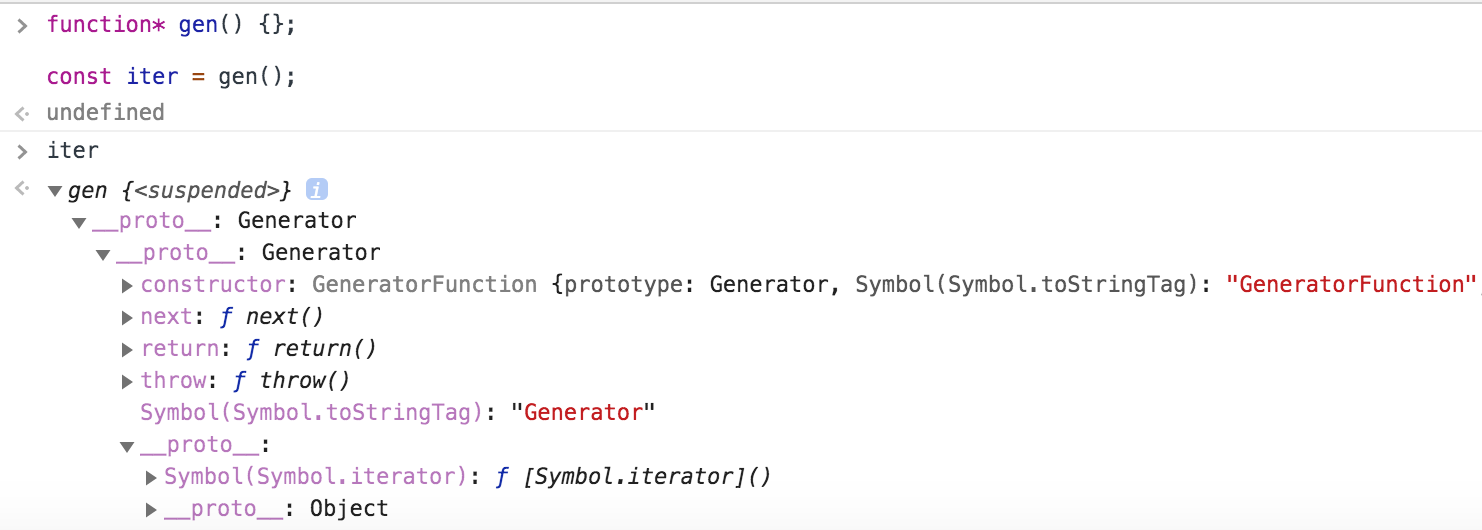 function* gen() {};
const iter = gen();
undefined
iter
gen {<suspended>} i
__proto__: Generator
__proto__: Generator
constructor: GeneratorFunction {prototype: Generator, Symbol(Symbol.toStringTag): "GeneratorFunction",
next: ƒ next()
return: ƒ return()
throw: ƒ throw()
Symbol(Symbol.toStringTag): "Generator"
__proto__:
Symbol(Symbol.iterator): ƒ [Symbol.iterator]()
__proto__: Object